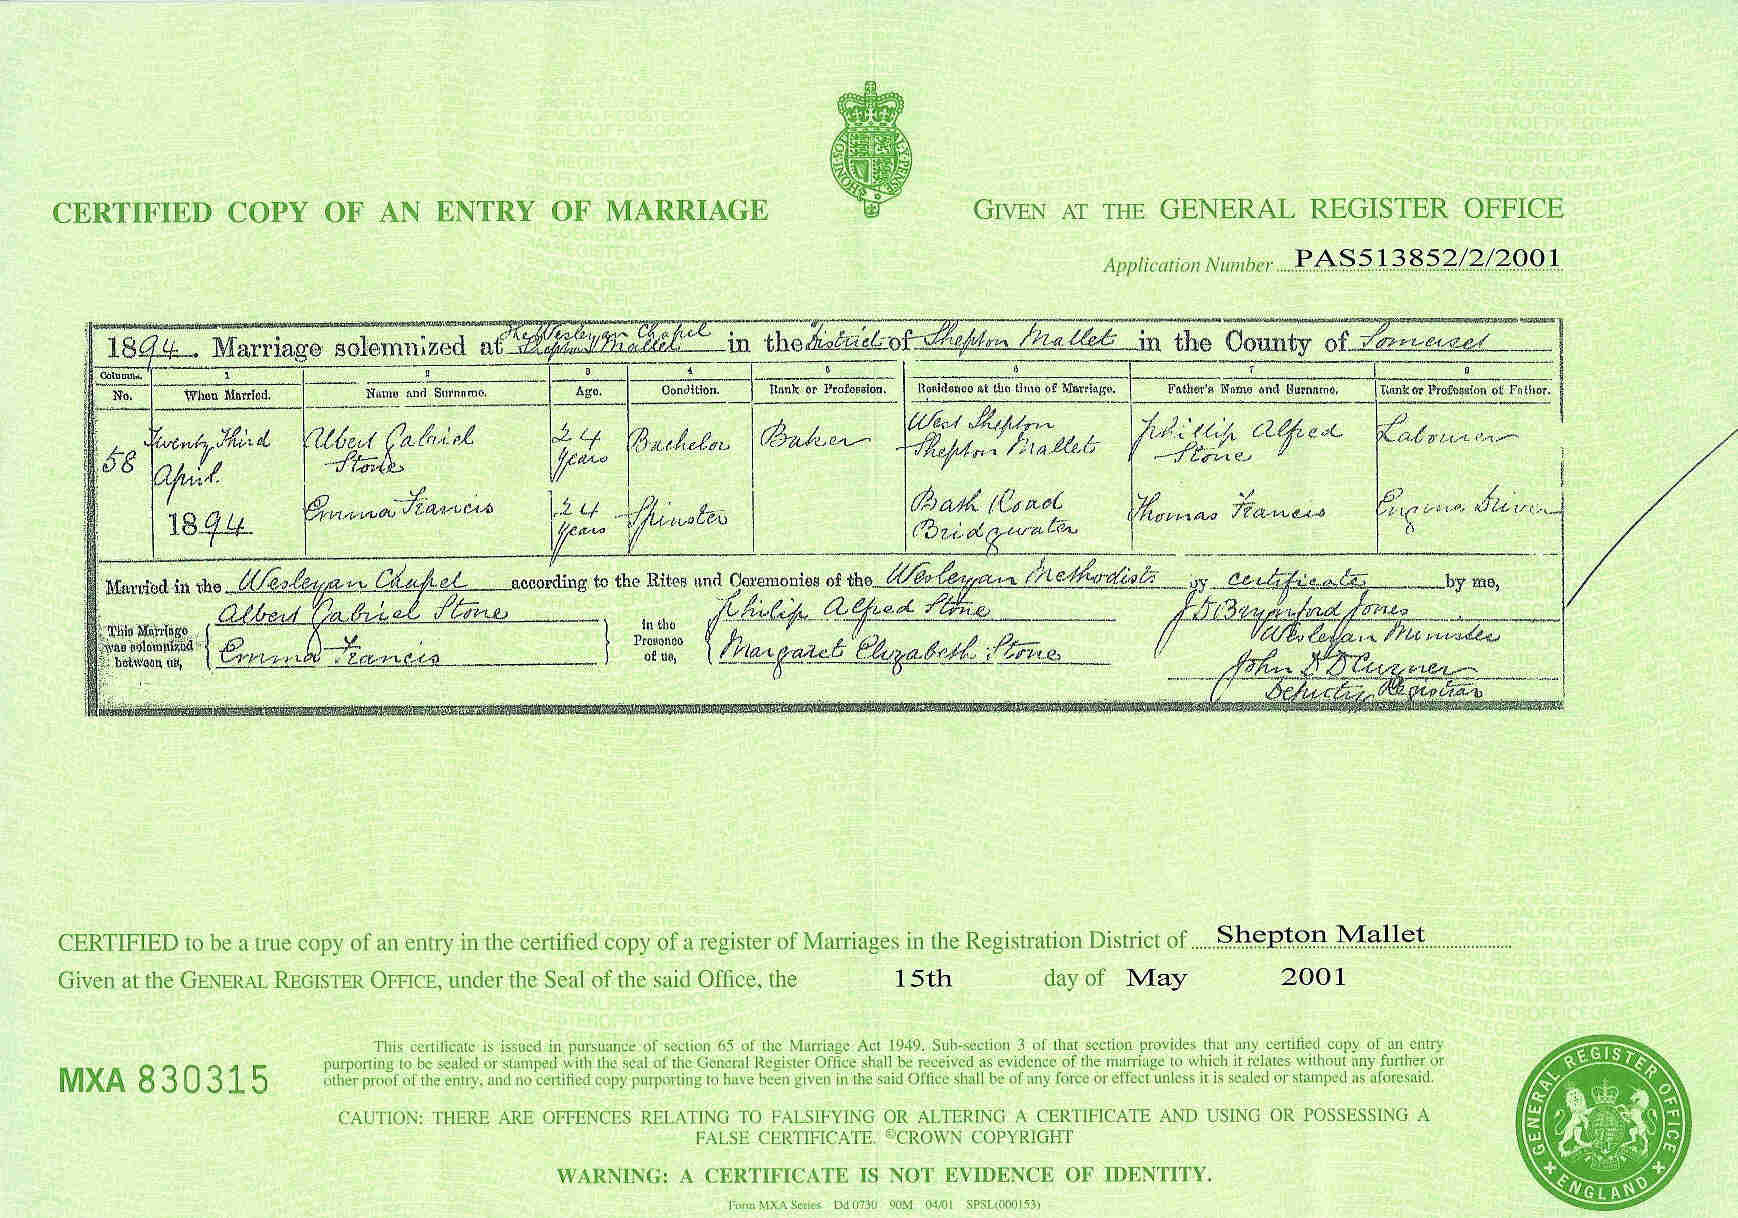 CERTIFIED COPY OF AN ENTRY OF MARRIAGE
GIVEN AT THE GENERAL REGISTER OFFICE
Application Number PAS513852/2/2001
1894. Marriage solemnized at The Wesleyan Chapel Shepton Mallet in the District of Shepton Mallet in the County of Somerset
Columns. 1 2 3 4 5 6 7 8
No. When Married. Name and Surname. Age. Condition. Rank or Profession. Residence at the time of Marriage. Father's Name and Surname. Rank or Profession of Father.
58 Twenty Third April 1894
Albert Gabriel Stone 24 years Bachelor Baker West Shepton Shepton Mallet Phillip Alfred Stone Labourer
Emma Francis 24 years Spinster Bath Road Bridgwater Thomas Francis Engine Driver
Married in the Wesleyan Chapel according to the Rites and Ceremonies of the Wesleyan Methodists by certificate by me,
This Marriage was solemnized between us,
Albert Gabriel Stone
Emma Francis
in the Presence of us,
Philip Alfred Stone
Margaret Elizabeth Stone
Jones
Wesleyan Minister
John D Curzner
Deputy Registrar
CERTIFIED to be a true copy of an entry in the certified copy of a register of Marriages in the Registration District of Shepton Mallet
Given at the GENERAL REGISTER OFFICE, under the Seal of the said Office, the 15th day of May 2001
This certificate is issued in pursuance of section 65 of the Marriage Act 1949. Sub-section 3 of that section provides that any certified copy of an entry
purporting to be sealed or stamped with the seal of the General Register Office shall be received as evidence of the marriage to which it relates without any further or
other proof of the entry, and no certified copy purporting to have been given in the said Office shall be of any force or effect unless it is sealed or stamped as aforesaid.
MXA 830315
CAUTION: THERE ARE OFFENCES RELATING TO FALSIFYING OR ALTERING A CERTIFICATE AND USING OR POSSESSING A
FALSE CERTIFICATE. ©CROWN COPYRIGHT
WARNING: A CERTIFICATE IS NOT EVIDENCE OF IDENTITY.
Form MXA Series Dd 0730 90M 04/01 SPSL(000153)
GENERAL REGISTER OFFICE
ENGLAND